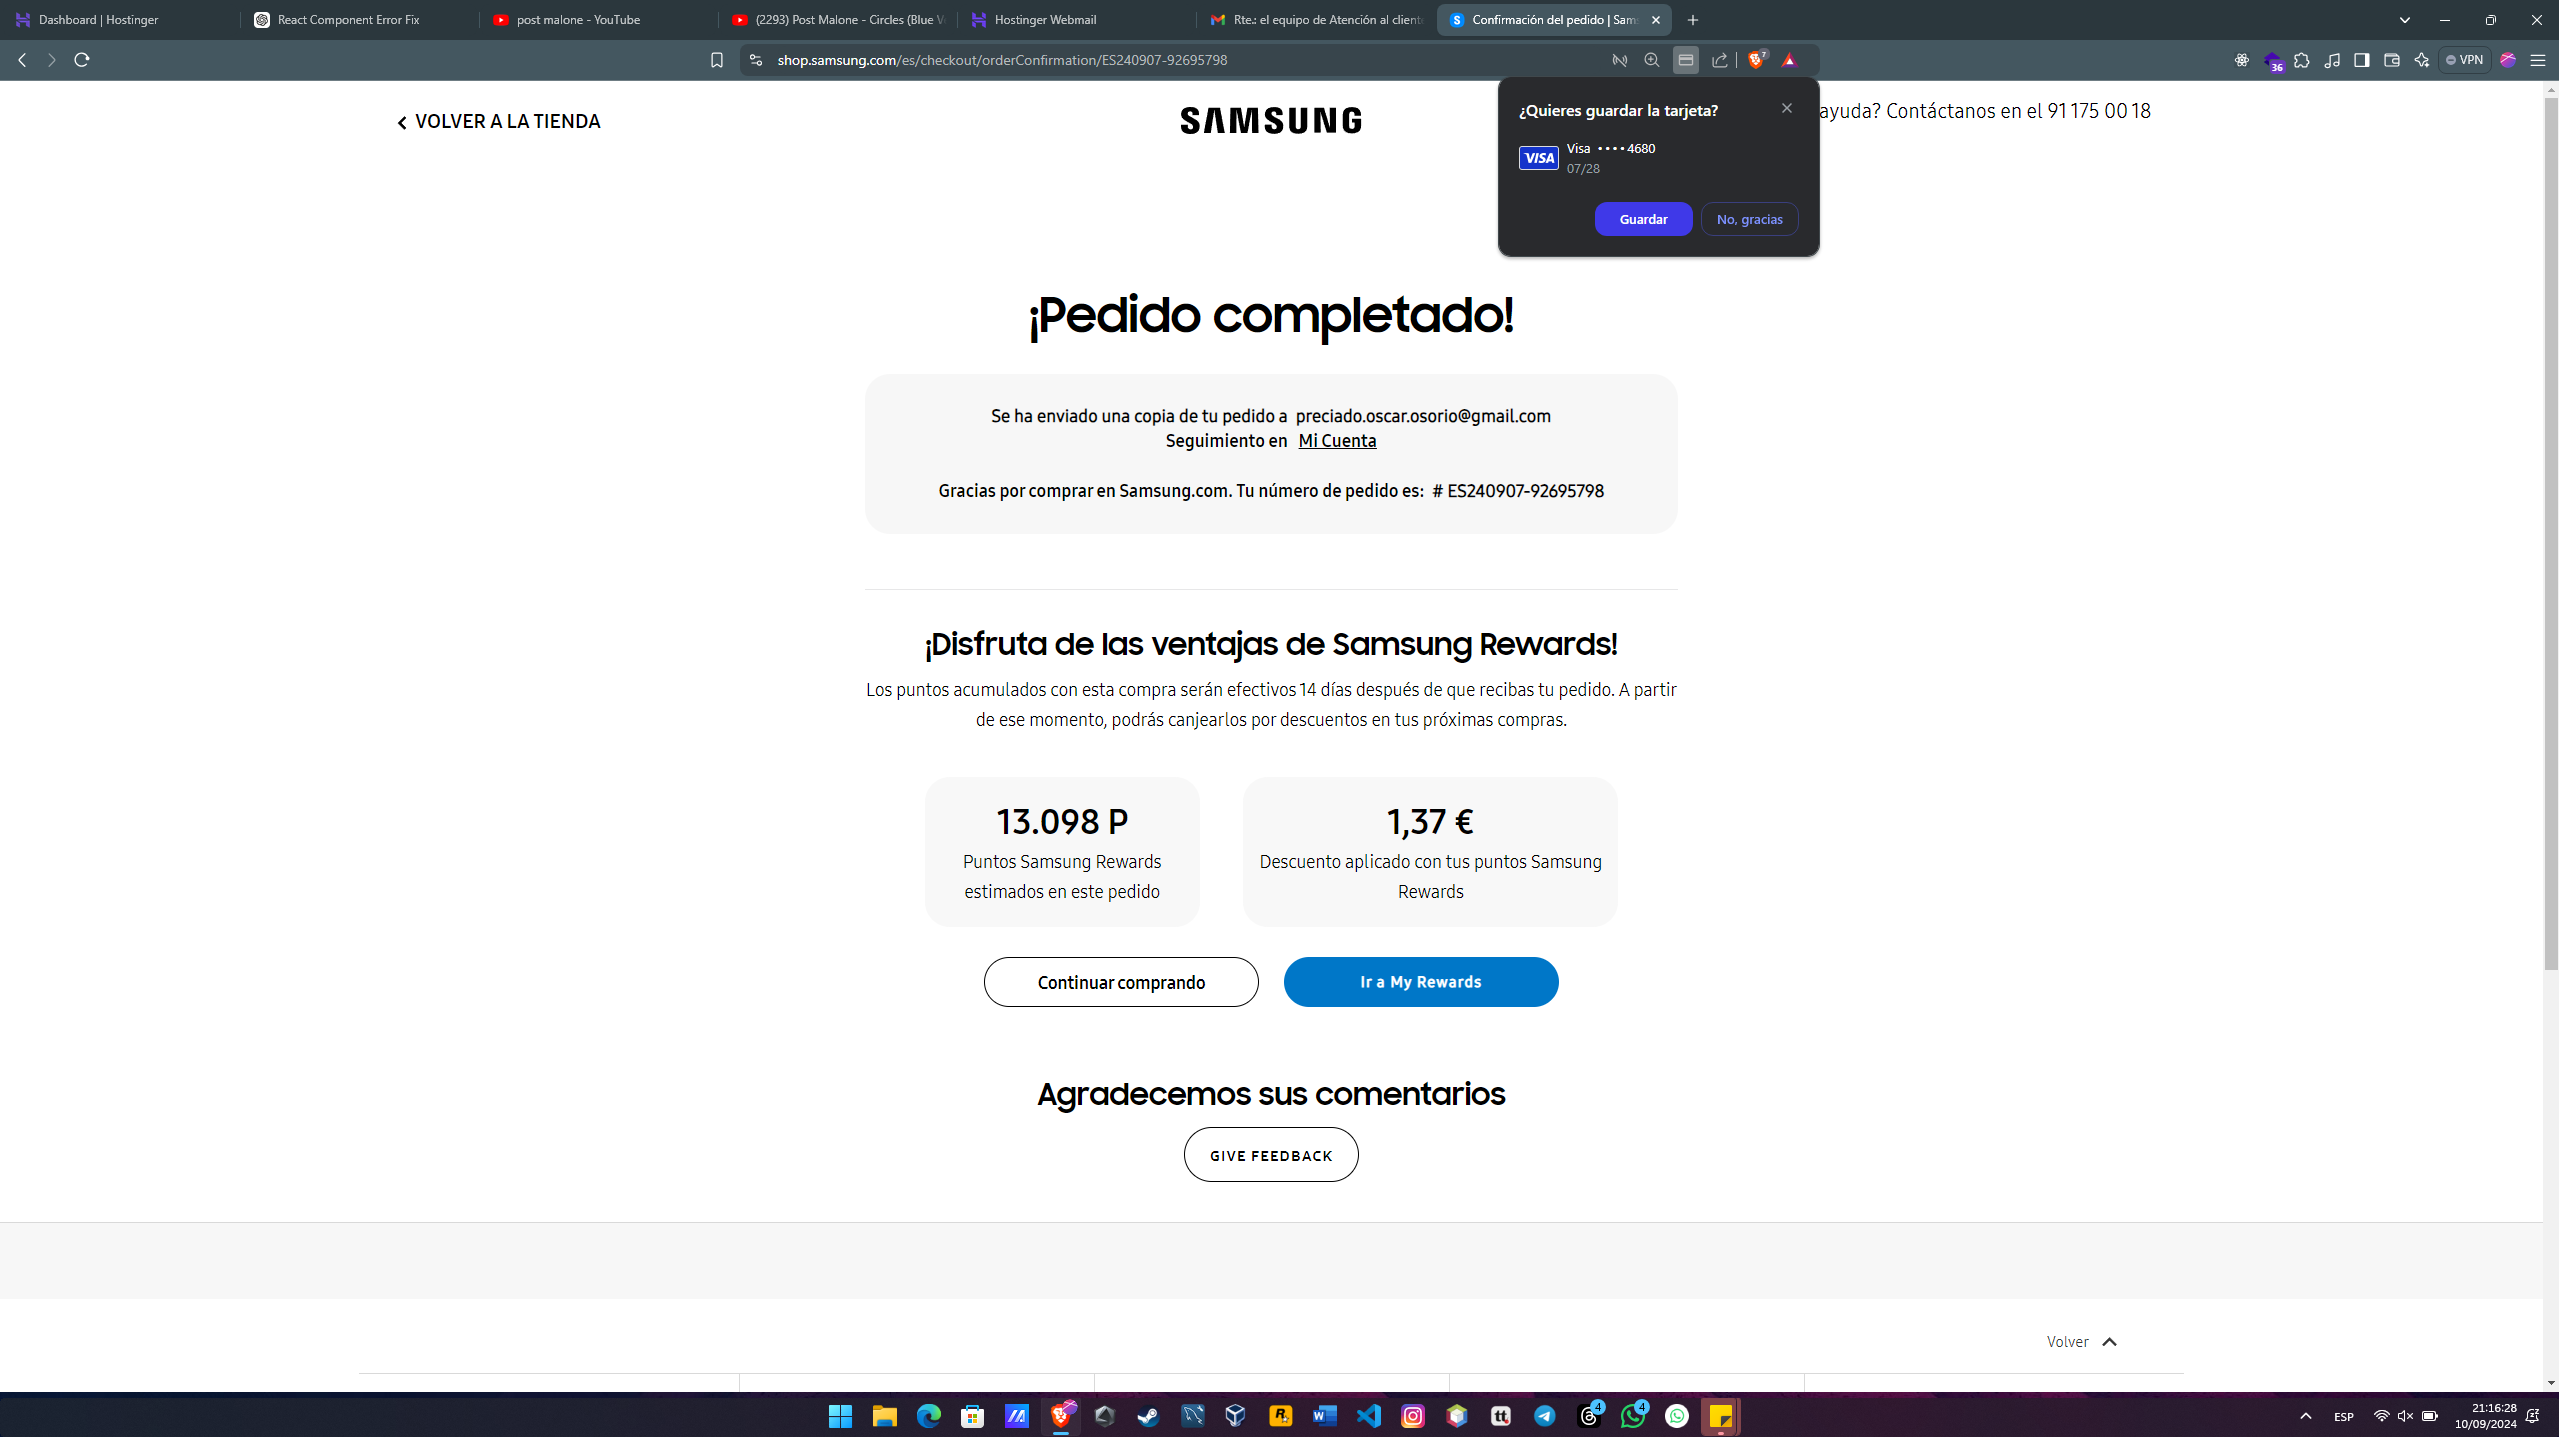 Dashboard | Hostinger
React Component Error Fix
post malone - YouTube
(2293) Post Malone - Circles (Blue V
Hostinger Webmail
Rte.: el equipo de Atención al client
Confirmación del pedido | Sam
shop.samsung.com/es/checkout/orderConfirmation/ES240907-92695798
7
36
VPN
VOLVER A LA TIENDA
SAMSUNG
ayuda? Contáctanos en el 91 175 00 18
¿Quieres guardar la tarjeta?
VISA
Visa ••••4680
07/28
Guardar
No, gracias
¡Pedido completado!
Se ha enviado una copia de tu pedido a preciado.oscar.osorio@gmail.com
Seguimiento en Mi Cuenta
Gracias por comprar en Samsung.com. Tu número de pedido es: # ES240907-92695798
¡Disfruta de las ventajas de Samsung Rewards!
Los puntos acumulados con esta compra serán efectivos 14 días después de que recibas tu pedido. A partir
de ese momento, podrás canjearlos por descuentos en tus próximas compras.
13.098 P
Puntos Samsung Rewards
estimados en este pedido
1,37 €
Descuento aplicado con tus puntos Samsung
Rewards
Continuar comprando
Ir a My Rewards
Agradecemos sus comentarios
GIVE FEEDBACK
Volver
4
4
ESP
21:16:28
10/09/2024